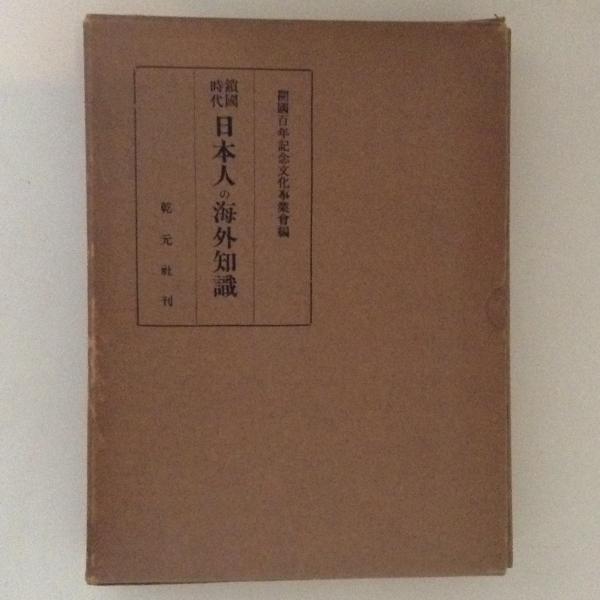 開國百年記念文化事業會編
鎖國
時代
日本人の海外知識
乾元社刊